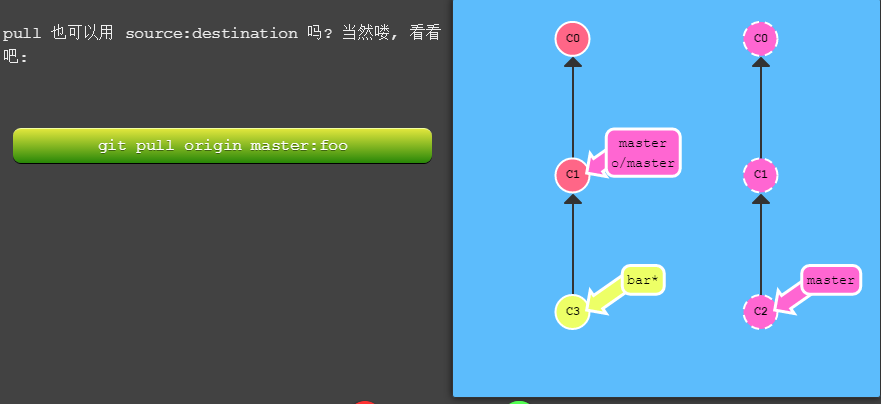 pull 也可以用 source:destination 吗? 当然喽, 看看
吧:
git pull origin master:foo
C0
C0
master
o/master
C1
C1
bar*
master
C3
C2